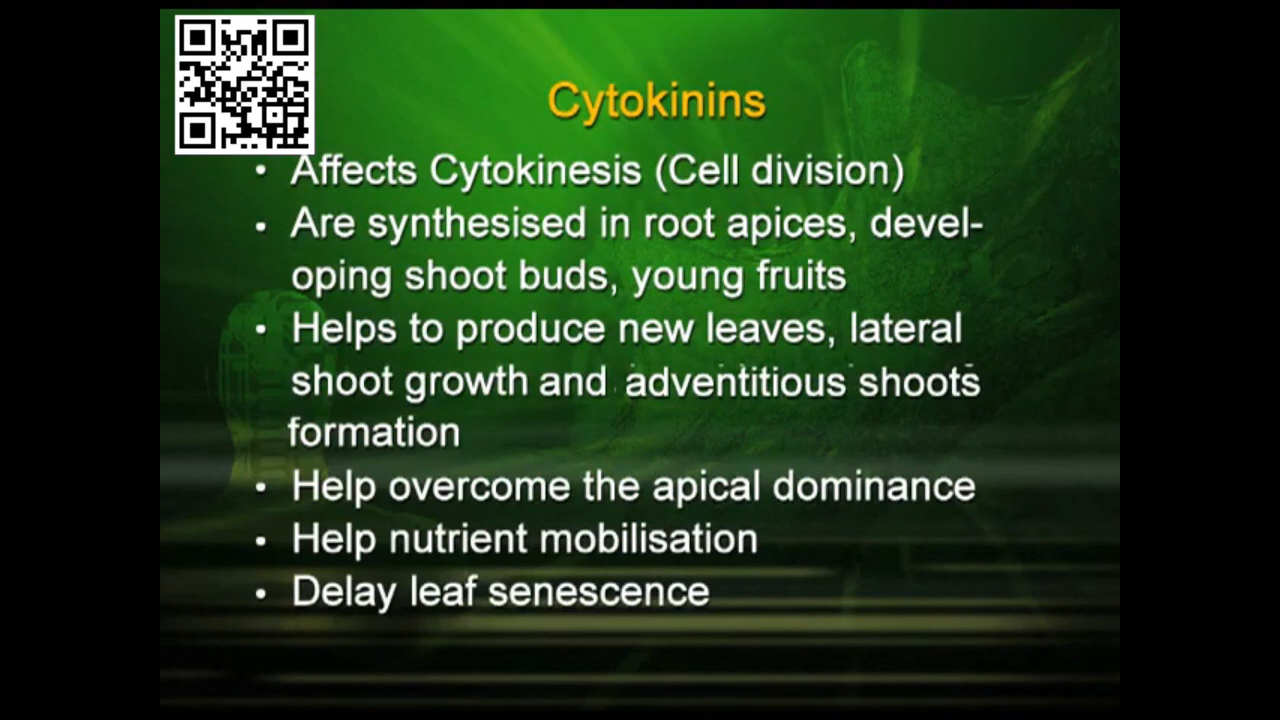 Cytokinins
• Affects Cytokinesis (Cell division)
• Are synthesised in root apices, devel-
oping shoot buds, young fruits
• Helps to produce new leaves, lateral
shoot growth and adventitious shoots
formation
• Help overcome the apical dominance
• Help nutrient mobilisation
• Delay leaf senescence